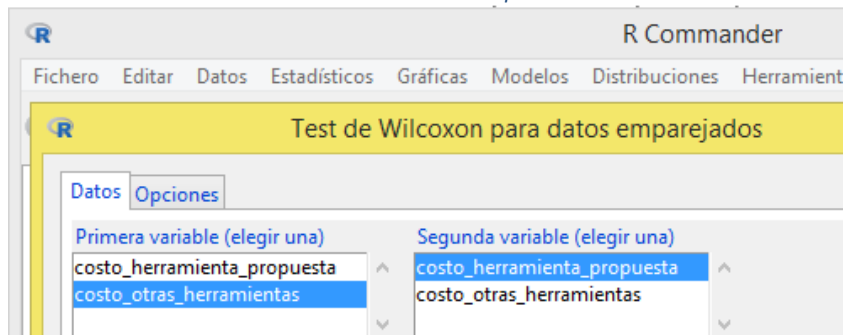 R Commander
Fichero Editar Datos Estadísticos Gráficas Modelos Distribuciones Herramient
Test de Wilcoxon para datos emparejados
Datos Opciones
Primera variable (elegir una) Segunda variable (elegir una)
costo_herramienta_propuesta costo_herramienta_propuesta
costo_otras_herramientas costo_otras_herramientas